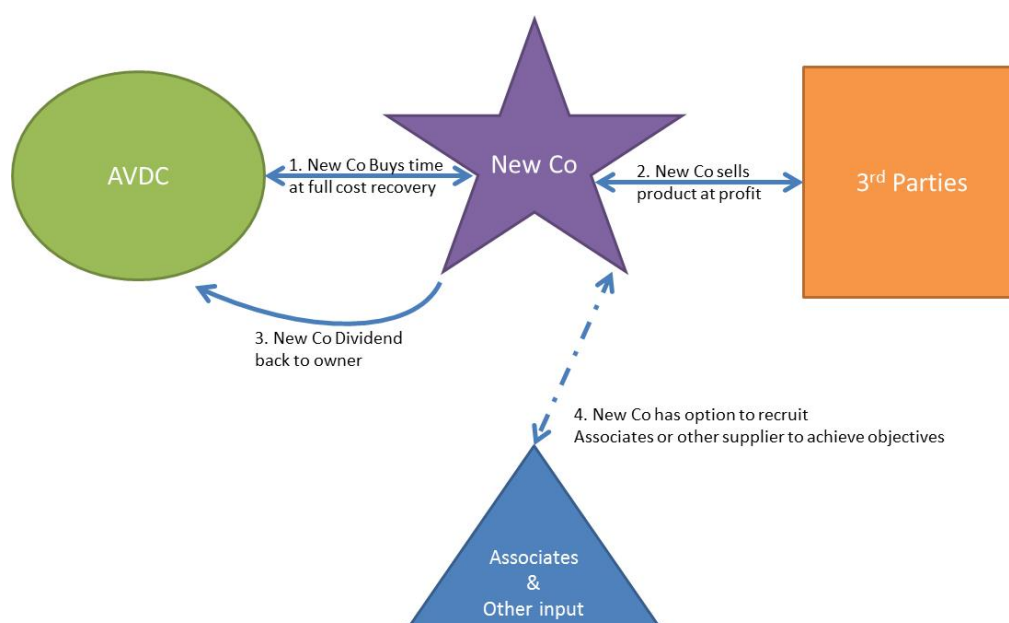 AVDC
1. New Co Buys time
at full cost recovery
New Co
2. New Co sells
product at profit
3rd Parties
3. New Co Dividend
back to owner
4. New Co has option to recruit
Associates or other supplier to achieve objectives
Associates
&
Other input